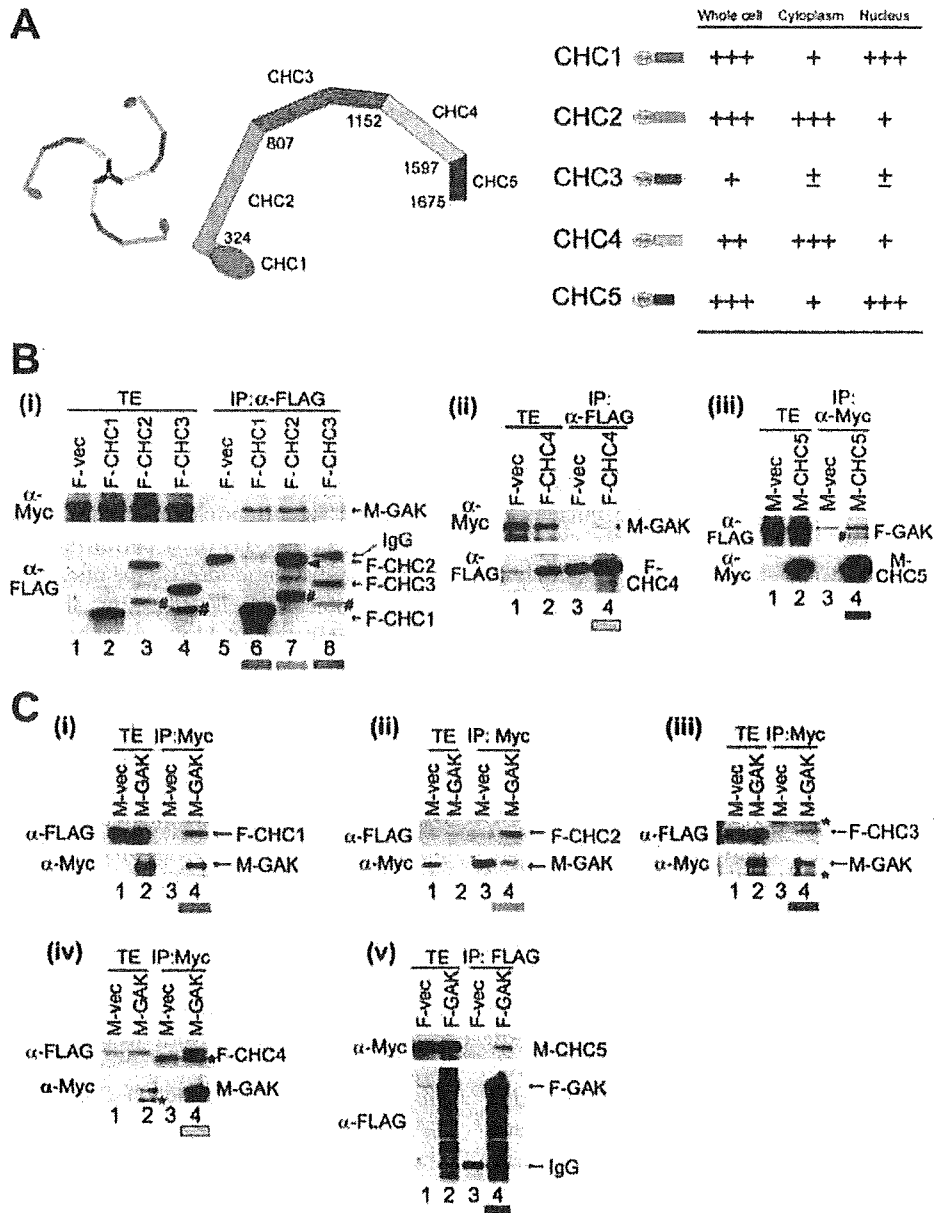 A
Whole cell Cytoplasm Nucleus
CHC1 +++ + +++
CHC2 +++ +++ +
CHC3 + ± ±
CHC4 ++ +++ +
CHC5 +++ + +++
CHC3
CHC4
1152
807
1597
CHC5
1675
CHC2
324
CHC1
B
(i)
TE IP:α-FLAG
F-vec F-CHC1 F-CHC2 F-CHC3 F-vec F-CHC1 F-CHC2 F-CHC3
α-Myc
M-GAK
IgG
F-CHC2
α-FLAG
F-CHC3
# # # #
F-CHC1
1 2 3 4 5 6 7 8
(ii)
TE IP: α-FLAG
F-vec F-CHC4 F-vec F-CHC4
α-Myc
M-GAK
α-FLAG
F-CHC4
1 2 3 4
(iii)
TE IP: α-Myc
M-vec M-CHC5 M-vec M-CHC5
α-FLAG
F-GAK
#
α-Myc
M-CHC5
1 2 3 4
C
(i)
TE IP:Myc
M-vec M-GAK M-vec M-GAK
α-FLAG F-CHC1
α-Myc M-GAK
1 2 3 4
(ii)
TE IP: Myc
M-vec M-GAK M-vec M-GAK
α-FLAG F-CHC2
α-Myc M-GAK
1 2 3 4
(iii)
TE IP:Myc
M-vec M-GAK M-vec M-GAK
*
α-FLAG F-CHC3
α-Myc M-GAK
*
1 2 3 4
(iv)
TE IP:Myc
M-vec M-GAK M-vec M-GAK
α-FLAG *F-CHC4
α-Myc M-GAK
*
1 2 3 4
(v)
TE IP: FLAG
F-vec F-GAK F-vec F-GAK
α-Myc M-CHC5
F-GAK
α-FLAG
IgG
1 2 3 4